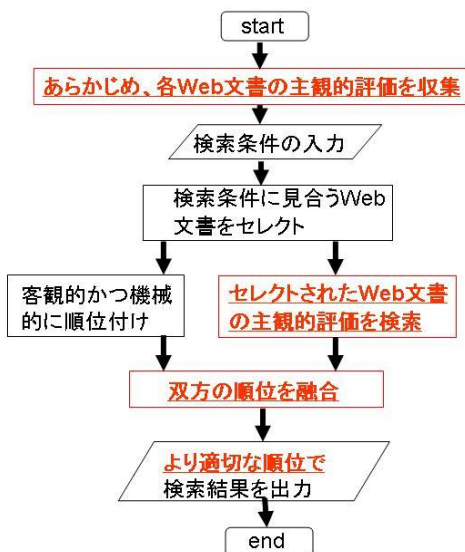 start
あらかじめ、各Web文書の主観的評価を収集
検索条件の入力
検索条件に見合うWeb
文書をセレクト
客観的かつ機械
的に順位付け
セレクトされたWeb文書
の主観的評価を検索
双方の順位を融合
より適切な順位で
検索結果を出力
end